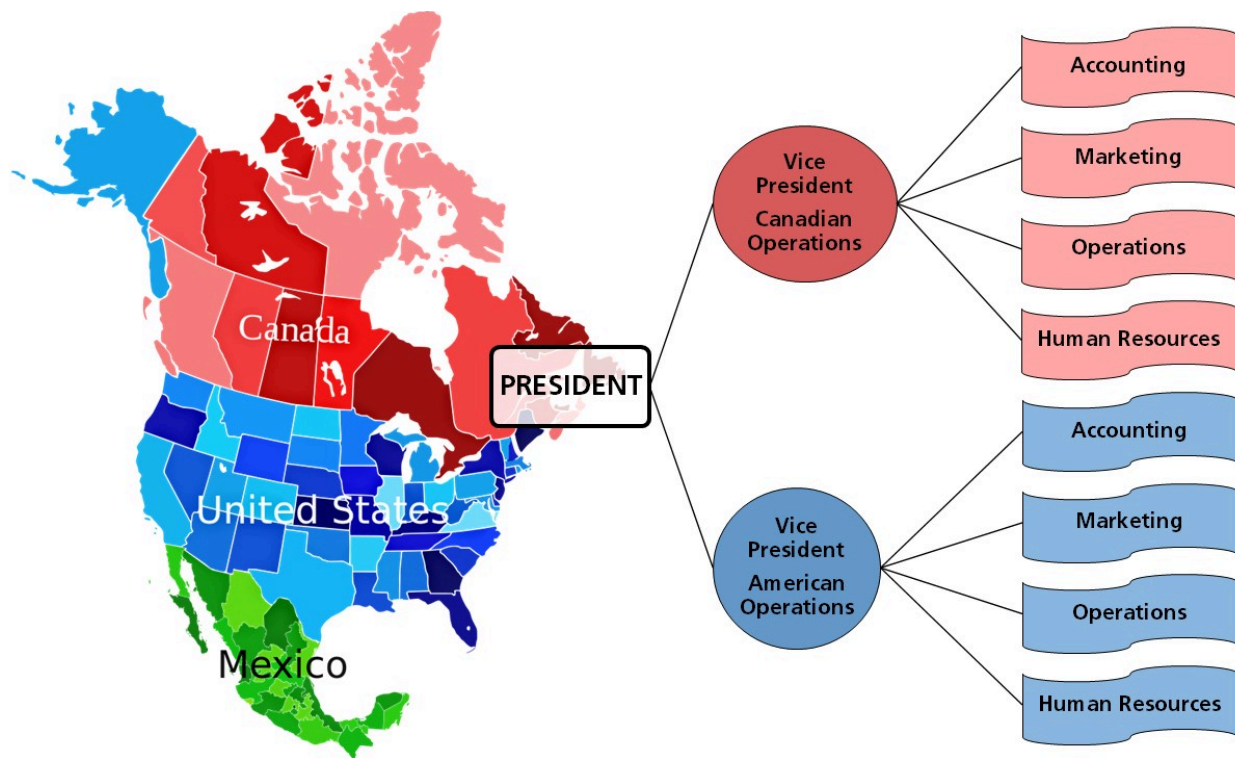 Canada
United States
Mexico
PRESIDENT
Vice
President
Canadian
Operations
Accounting
Marketing
Operations
Human Resources
Vice
President
American
Operations
Accounting
Marketing
Operations
Human Resources